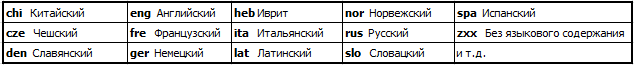 chi Китайский eng Английский heb Иврит nor Норвежский spa Испанский
cze Чешский fre Французский ita Итальянский rus Русский zxx Без языкового содержания
den Славянский ger Немецкий lat Латинский slo Словацкий и т.д.